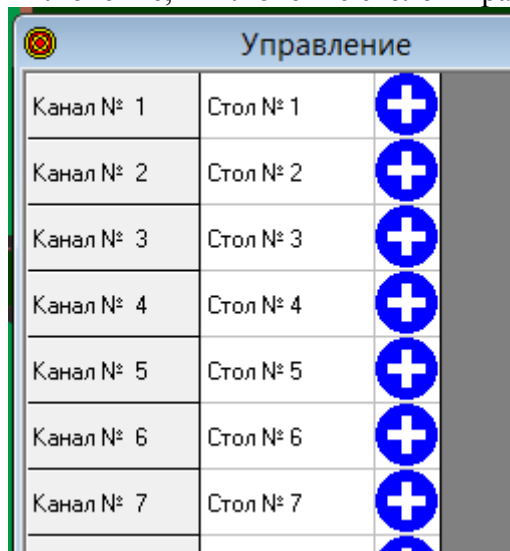 Управление
Канал № 1 Стол № 1
Канал № 2 Стол № 2
Канал № 3 Стол № 3
Канал № 4 Стол № 4
Канал № 5 Стол № 5
Канал № 6 Стол № 6
Канал № 7 Стол № 7